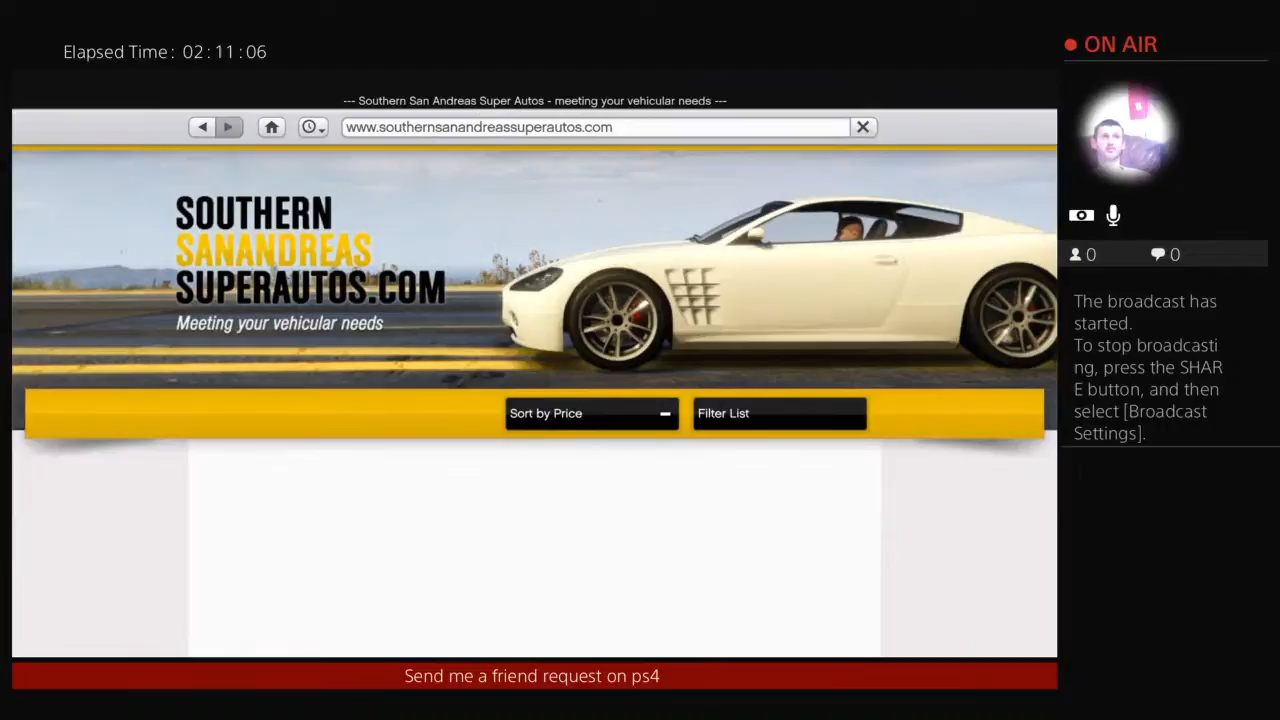 Elapsed Time: 02:11:06
ON AIR
--- Southern San Andreas Super Autos - meeting your vehicular needs ---
www.southernsanandreassuperautos.com
SOUTHERN
SANANDREAS
SUPERAUTOS.COM
Meeting your vehicular needs
Sort by Price
Filter List
0 0
The broadcast has
started.
To stop broadcasti
ng, press the SHAR
E button, and then
select [Broadcast
Settings].
Send me a friend request on ps4